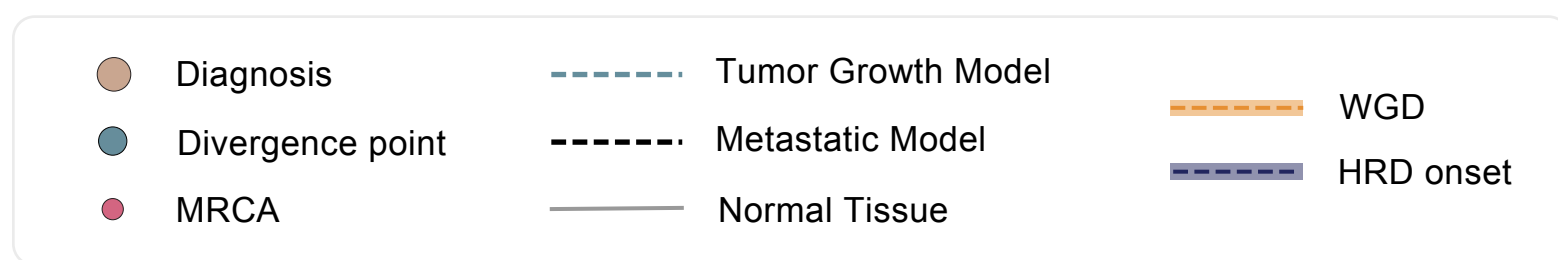 Diagnosis
Divergence point
MRCA
Tumor Growth Model
Metastatic Model
Normal Tissue
WGD
HRD onset